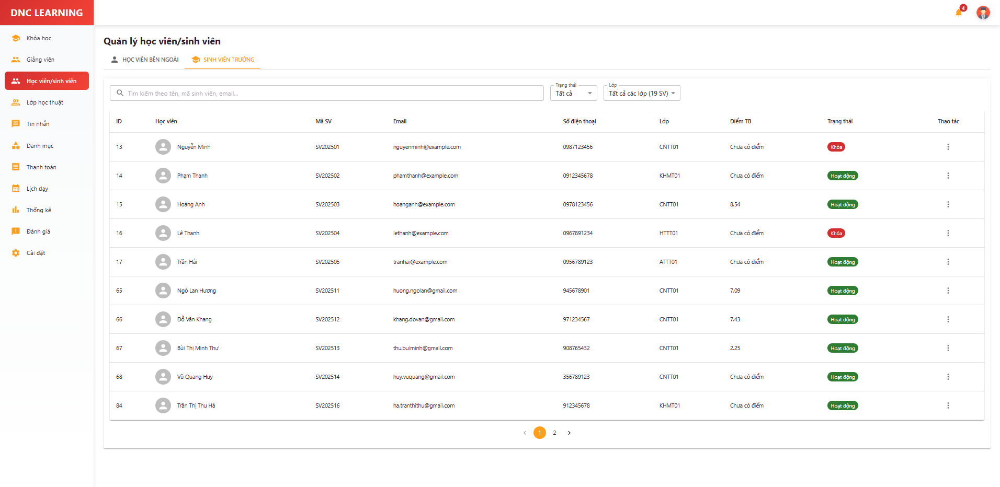 DNC LEARNING
4
Khóa học
Giảng viên
Học viên/sinh viên
Lớp học thuật
Tin nhắn
Danh mục
Thanh toán
Lịch dạy
Thống kê
Đánh giá
Cài đặt
Quản lý học viên/sinh viên
HỌC VIÊN BÊN NGOÀI SINH VIÊN TRƯỜNG
Trạng thái Lớp
Tìm kiếm theo tên, mã sinh viên, email... Tất cả Tất cả các lớp (19 SV)
ID Học viên Mã SV Email Số điện thoại Lớp Điểm TB Trạng thái Thao tác
13 Nguyễn Minh SV202501 nguyenminh@example.com 0987123456 CNTT01 Chưa có điểm Khóa
14 Phạm Thanh SV202502 phamthanh@example.com 0912345678 KHMT01 Chưa có điểm Hoạt động
15 Hoàng Anh SV202503 hoanganh@example.com 0978123456 CNTT01 8.54 Hoạt động
16 Lê Thanh SV202504 lethanh@example.com 0967891234 HTTT01 Chưa có điểm Khóa
17 Trần Hải SV202505 tranhai@example.com 0956789123 ATTT01 Chưa có điểm Hoạt động
65 Ngô Lan Hương SV202511 huong.ngolan@gmail.com 945678901 CNTT01 7.09 Hoạt động
66 Đỗ Văn Khang SV202512 khang.dovan@gmail.com 971234567 CNTT01 7.43 Hoạt động
67 Bùi Thị Minh Thư SV202513 thu.buiminh@gmail.com 908765432 CNTT01 2.25 Hoạt động
68 Vũ Quang Huy SV202514 huy.vuquang@gmail.com 356789123 CNTT01 Chưa có điểm Hoạt động
84 Trần Thị Thu Hà SV202516 ha.tranthithu@gmail.com 912345678 KHMT01 Chưa có điểm Hoạt động
1 2